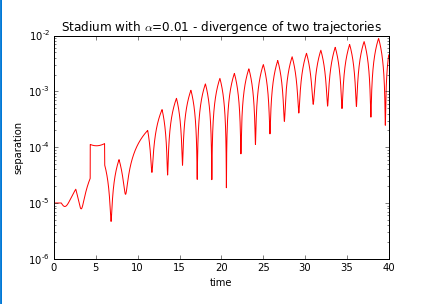 Stadium with α=0.01 - divergence of two trajectories
10⁻²
10⁻³
10⁻⁴
10⁻⁵
10⁻⁶
separation
0 5 10 15 20 25 30 35 40
time